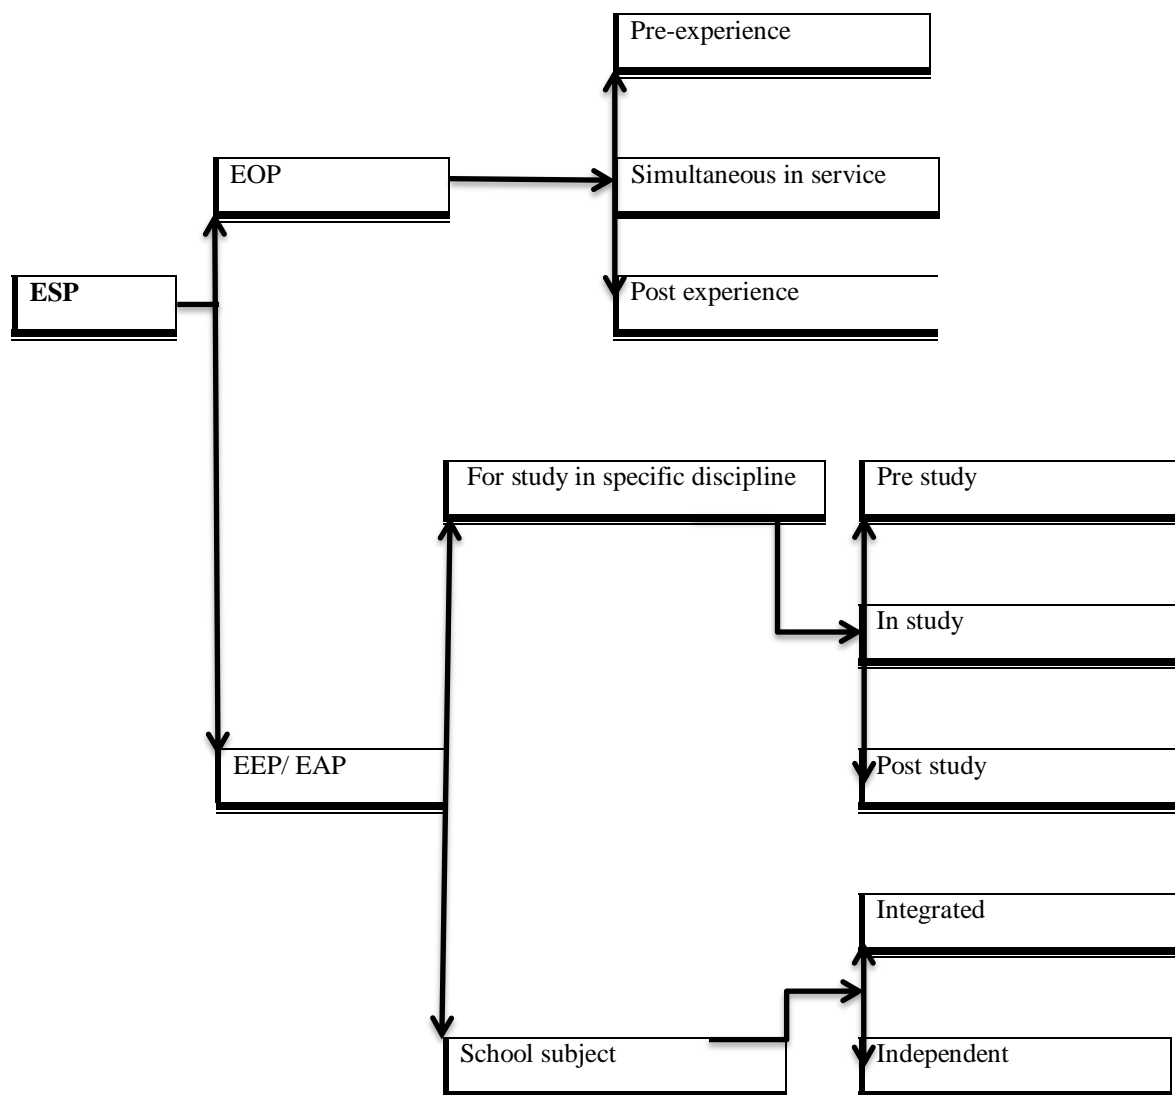 Pre-experience
EOP
Simultaneous in service
ESP
Post experience
For study in specific discipline
Pre study
In study
EEP/ EAP
Post study
Integrated
School subject
Independent